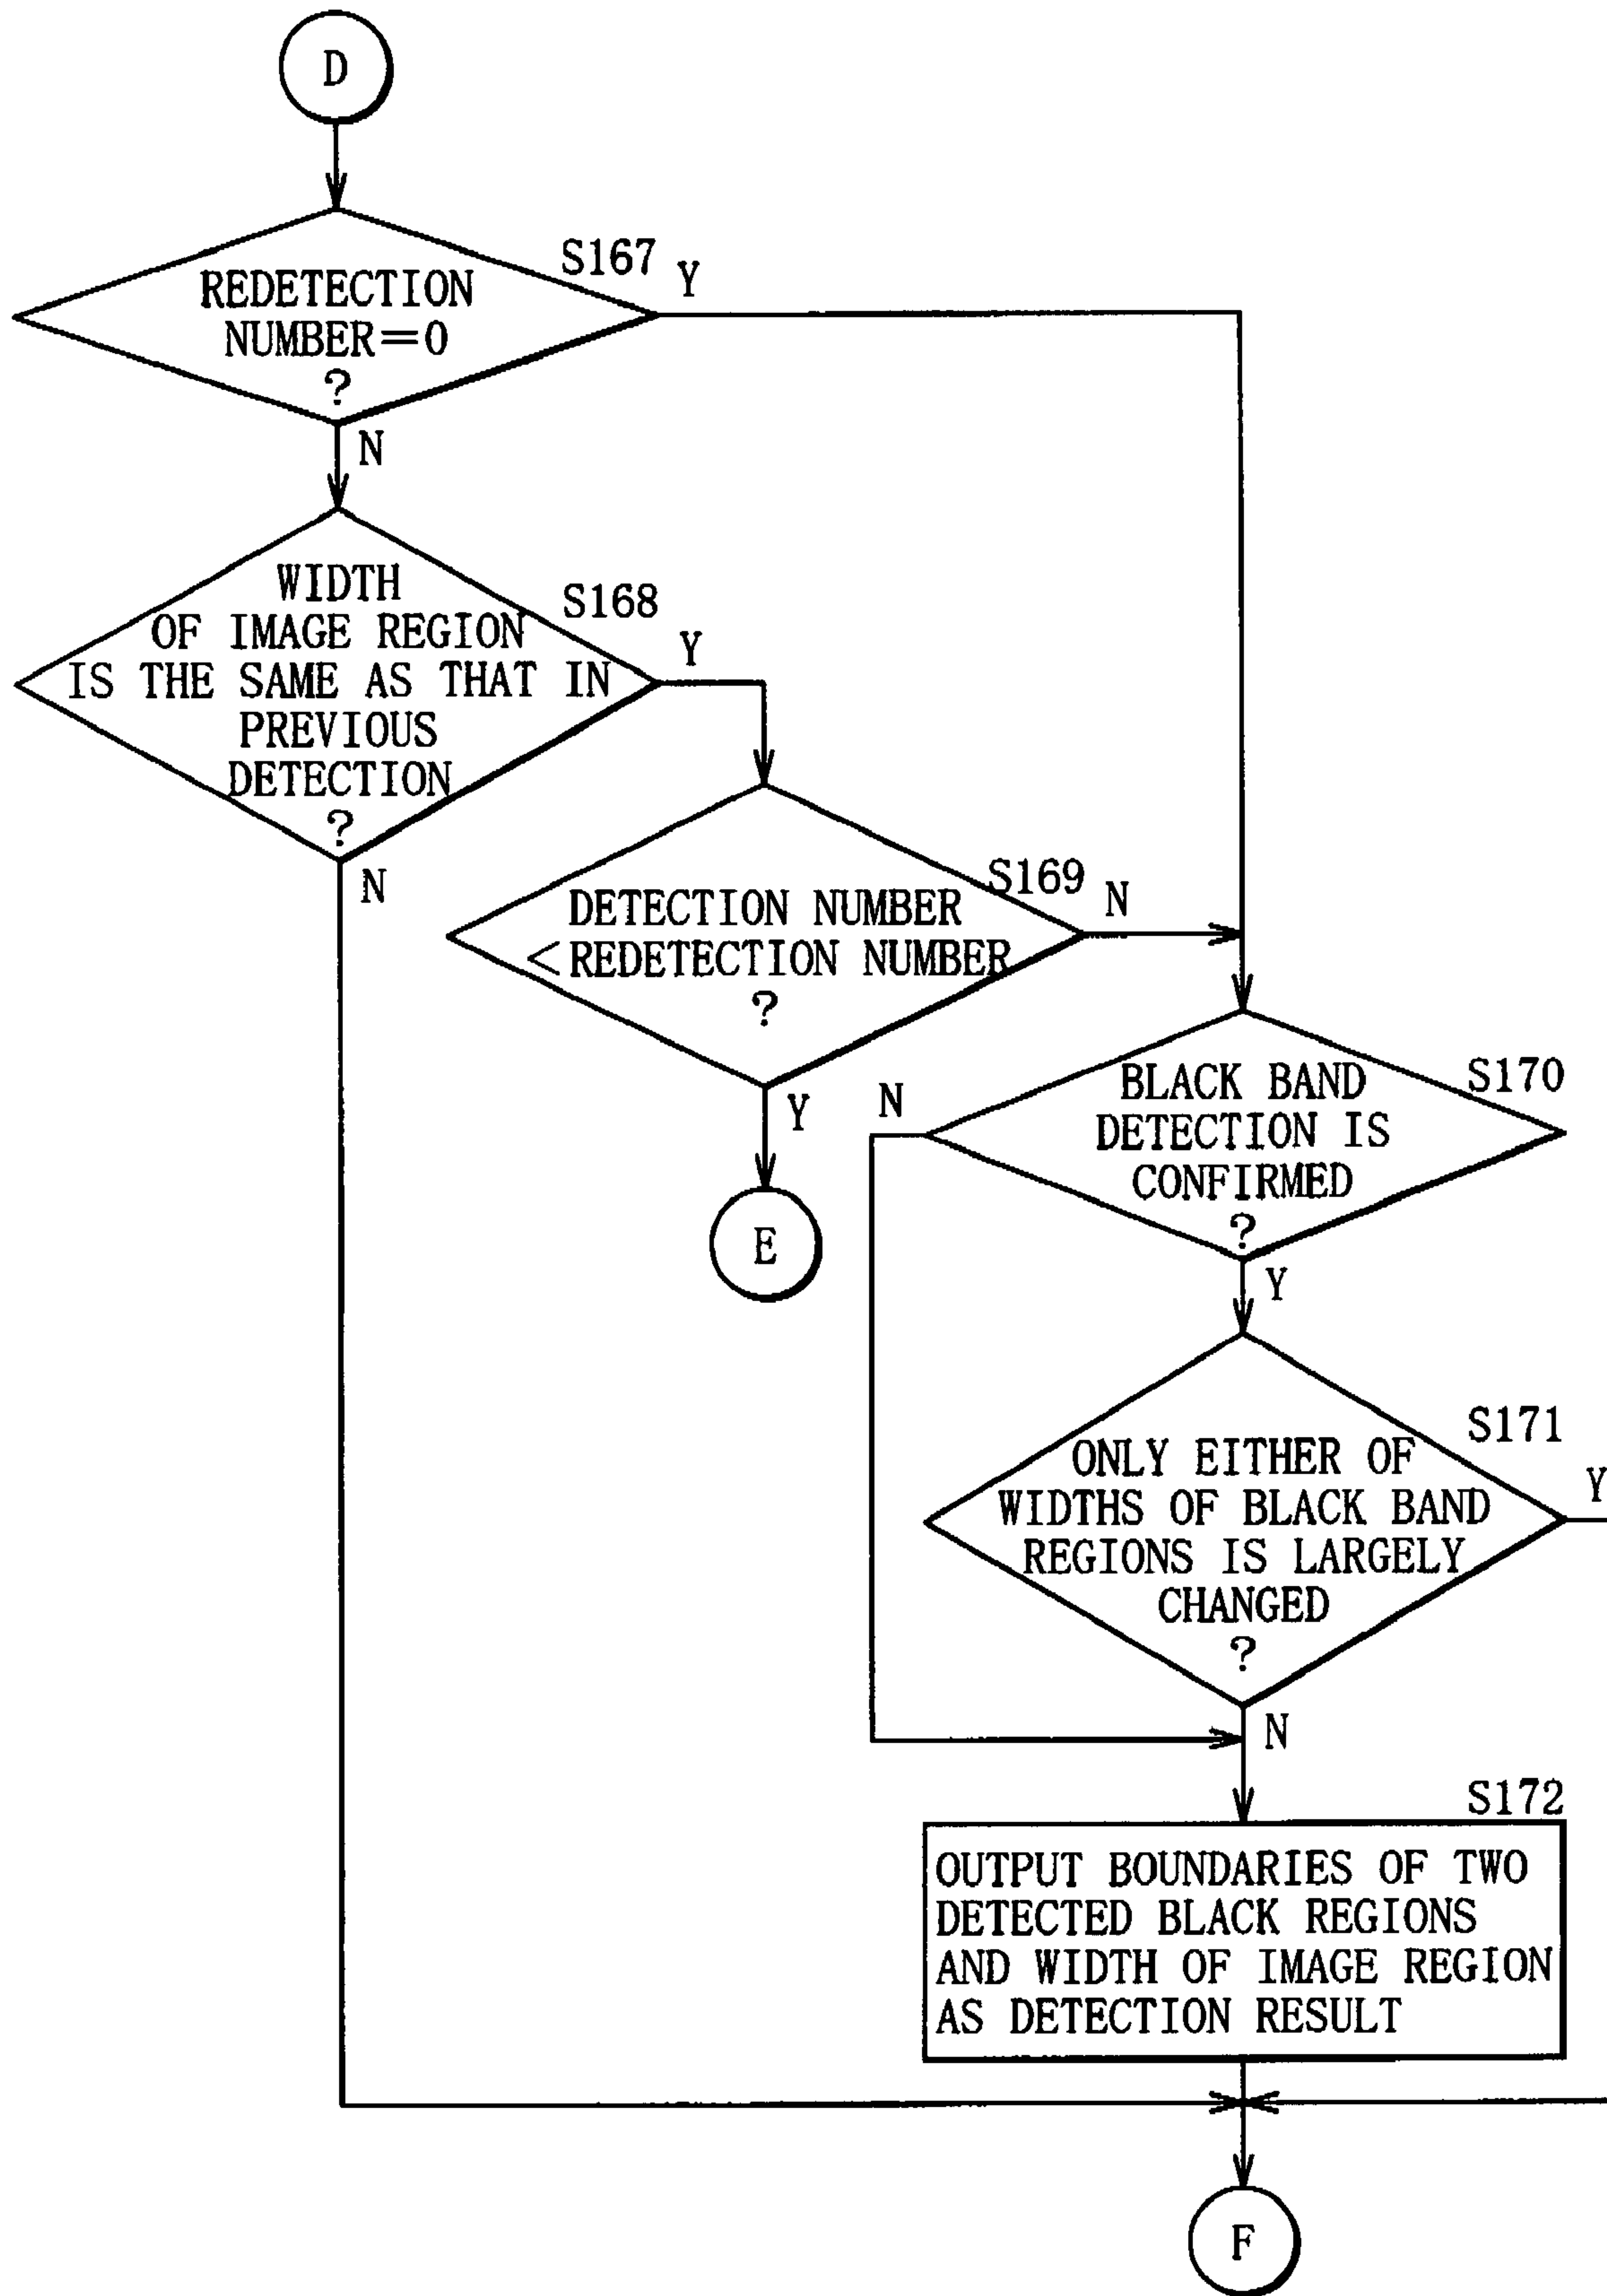 D
S167
Y
REDETECTION
NUMBER=0
?
N
WIDTH
OF IMAGE REGION
IS THE SAME AS THAT IN
PREVIOUS
DETECTION
?
S168
Y
N
S169
N
DETECTION NUMBER
<REDETECTION NUMBER
?
Y
E
S170
N
BLACK BAND
DETECTION IS
CONFIRMED
?
Y
S171
Y
ONLY EITHER OF
WIDTHS OF BLACK BAND
REGIONS IS LARGELY
CHANGED
?
N
S172
OUTPUT BOUNDARIES OF TWO
DETECTED BLACK REGIONS
AND WIDTH OF IMAGE REGION
AS DETECTION RESULT
F